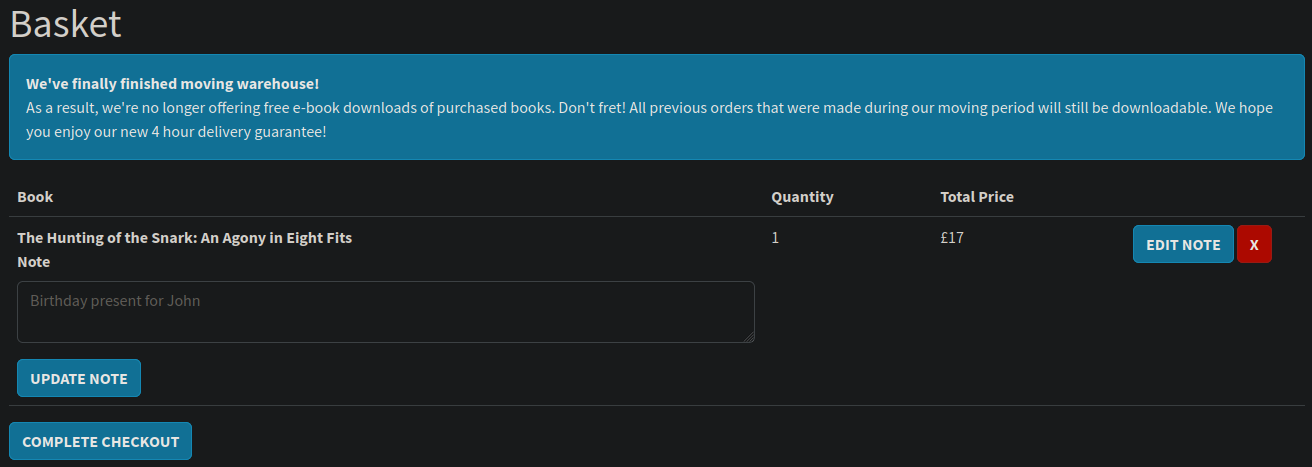 Basket
We've finally finished moving warehouse!
As a result, we're no longer offering free e-book downloads of purchased books. Don't fret! All previous orders that were made during our moving period will still be downloadable. We hope
you enjoy our new 4 hour delivery guarantee!
Book Quantity Total Price
The Hunting of the Snark: An Agony in Eight Fits 1 £17 EDIT NOTE X
Note
Birthday present for John
UPDATE NOTE
COMPLETE CHECKOUT